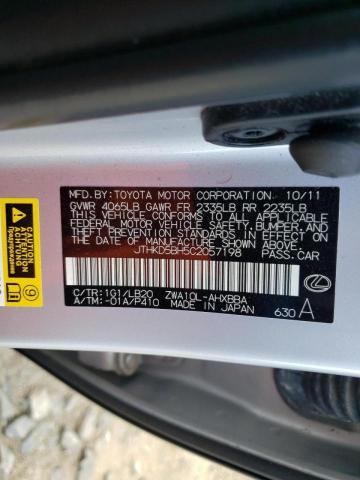 MFD.BY:TOYOTA MOTOR CORPORATION 10/11
GVWR 4065LB GAWR FR 2335LB RR 2235LB
THIS VEHICLE CONFORMS TO ALL APPLICABLE
FEDERAL MOTOR VEHICLE SAFETY,BUMPER,AND
THEFT PREVENTION STANDARDS IN EFFECT ON
THE DATE OF MANUFACTURE SHOWN ABOVE.
JTHKD5BH5C2057198 PASS.CAR
C/TR:1G1/LB20 ZWA10L-AHXBBA
A/TM:-01A/P410 MADE IN JAPAN 630 A
9